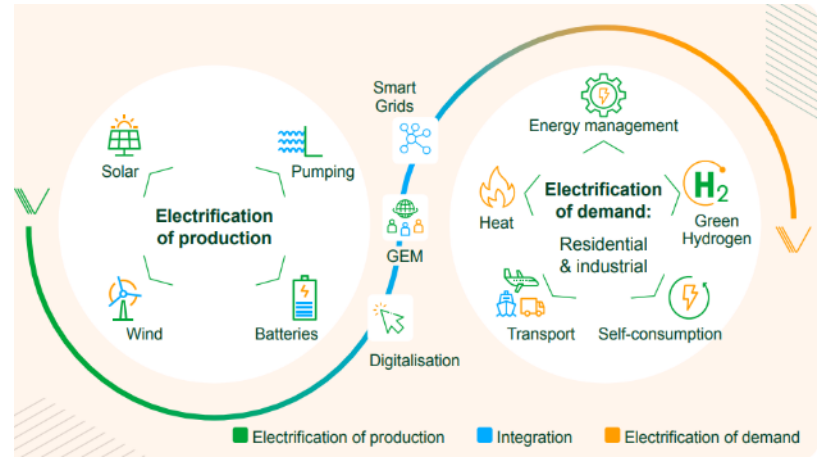 Solar
Pumping
Electrification
of production
Wind
Batteries
Smart
Grids
GEM
Digitalisation
Energy management
Heat
Electrification
of demand:
Residential
& industrial
H2
Green
Hydrogen
Transport
Self-consumption
Electrification of production
Integration
Electrification of demand